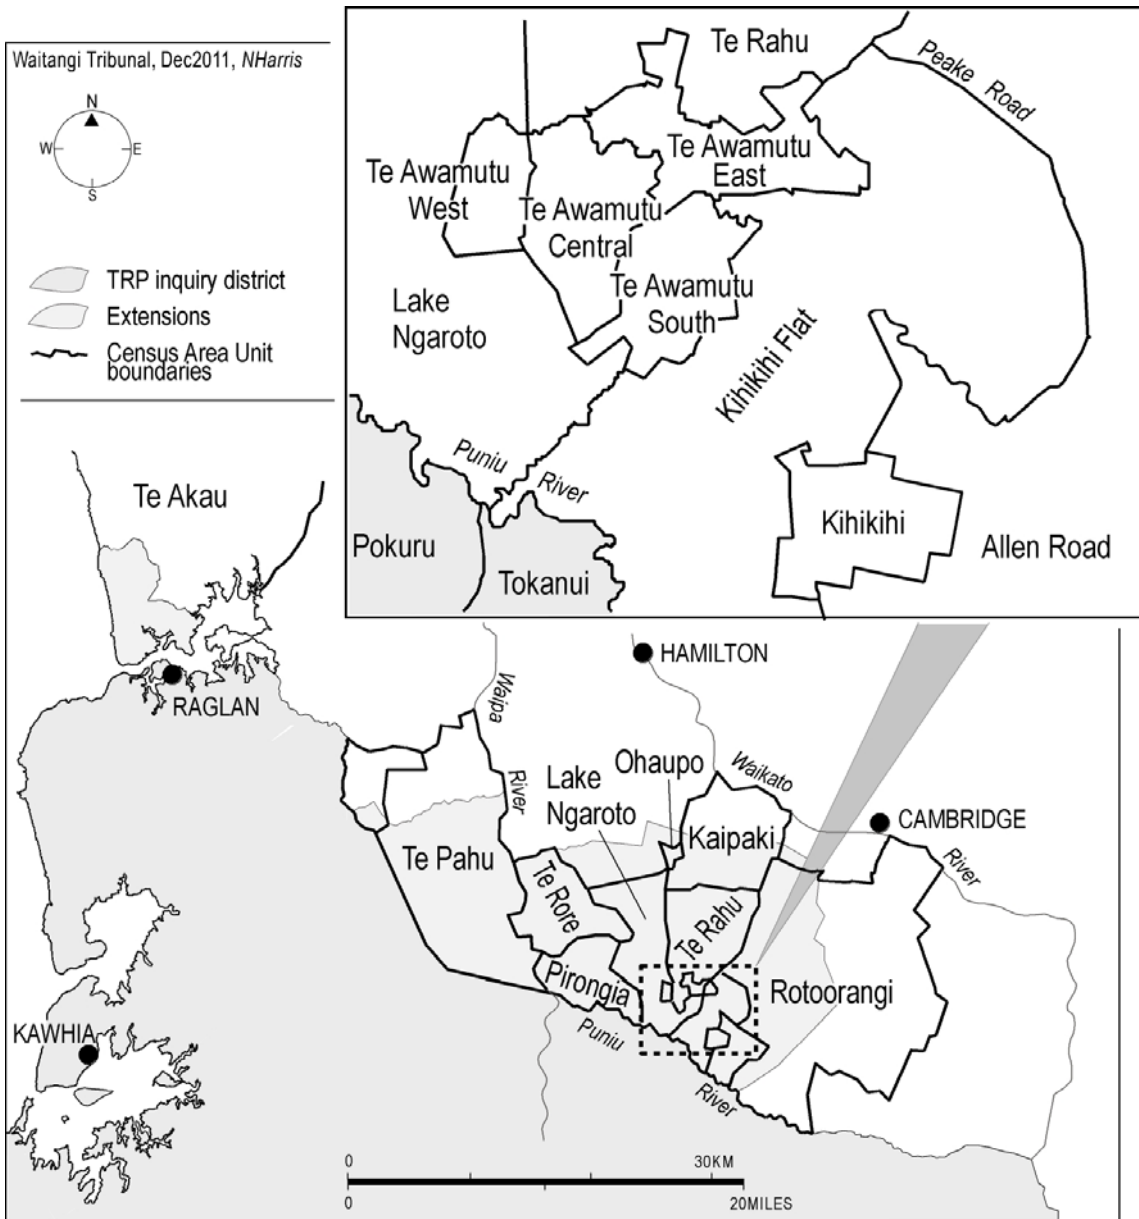 Waitangi Tribunal, Dec2011, NHarris
N
W
E
S
TRP inquiry district
Extensions
Census Area Unit
boundaries
Te Rahu
Peake Road
Te Awamutu
West
Te Awamutu
East
Te Awamutu
Central
Te Awamutu
South
Lake
Ngaroto
Kihikihi Flat
Puniu
River
Pokuru
Tokanui
Kihikihi
Allen Road
Te Akau
RAGLAN
HAMILTON
Waipa
River
Ohaupo
Waikato
River
Lake
Ngaroto
CAMBRIDGE
Kaipaki
Te Pahu
Te Rore
Te Rahu
Pirongia
Rotoorangi
Puniu
River
KAWHIA
0
30KM
0
20MILES